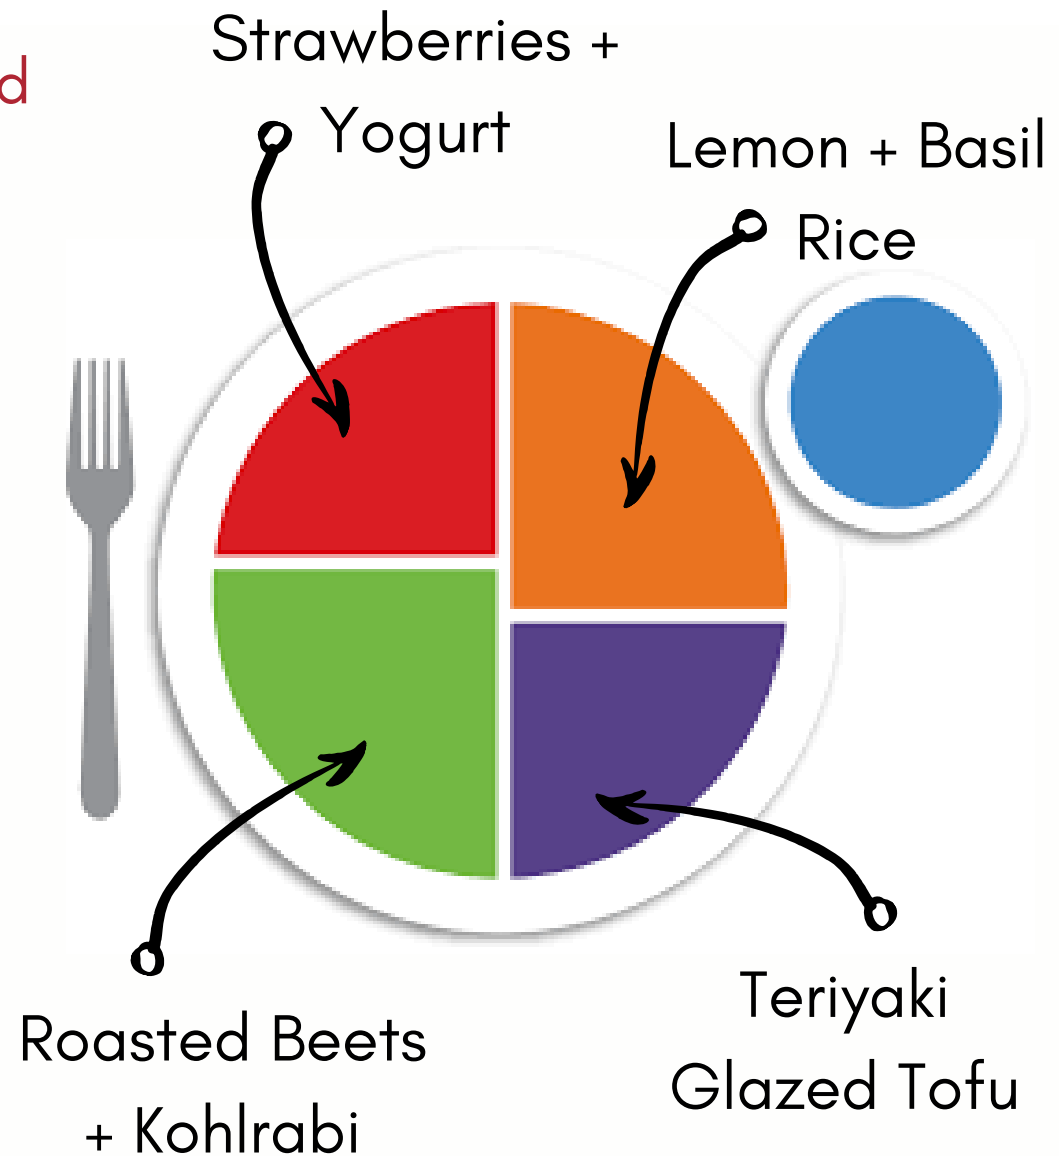 Strawberries +
d
Yogurt
Lemon + Basil
Rice
Teriyaki
Glazed Tofu
Roasted Beets
+ Kohlrabi